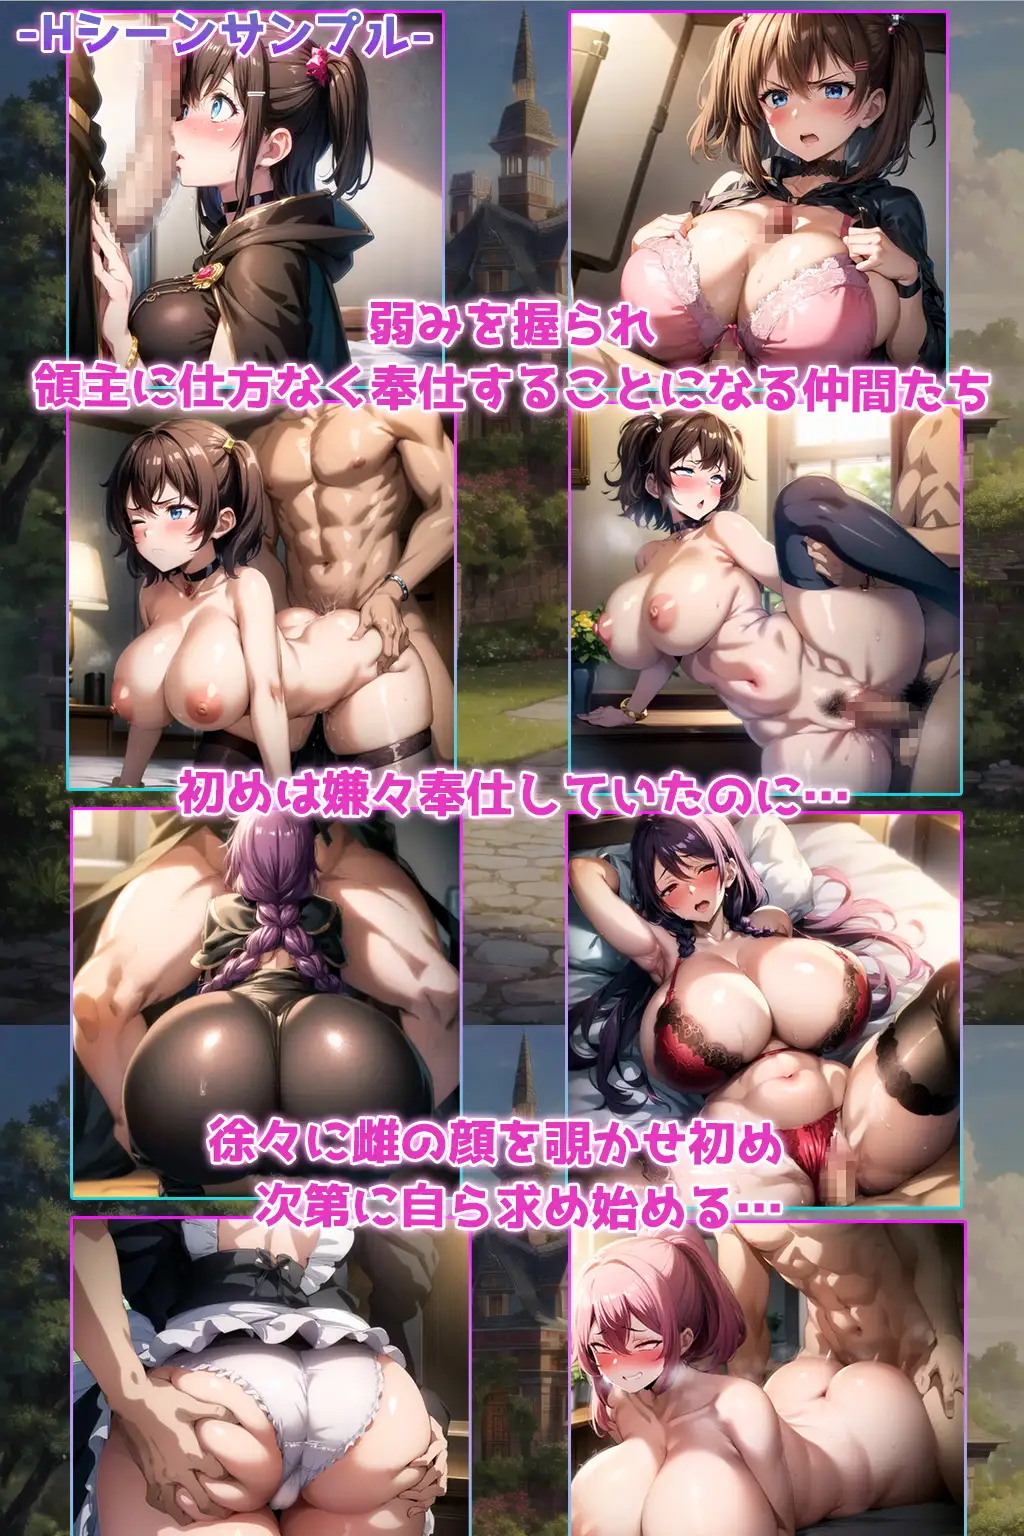 -Hシーンサンプル-
弱みを握られ
領主に仕方なく奉仕することになる仲間たち
初めは嫌々奉仕していたのに…
徐々に雌の顔を覗かせ初め
次第に自ら求め始める…